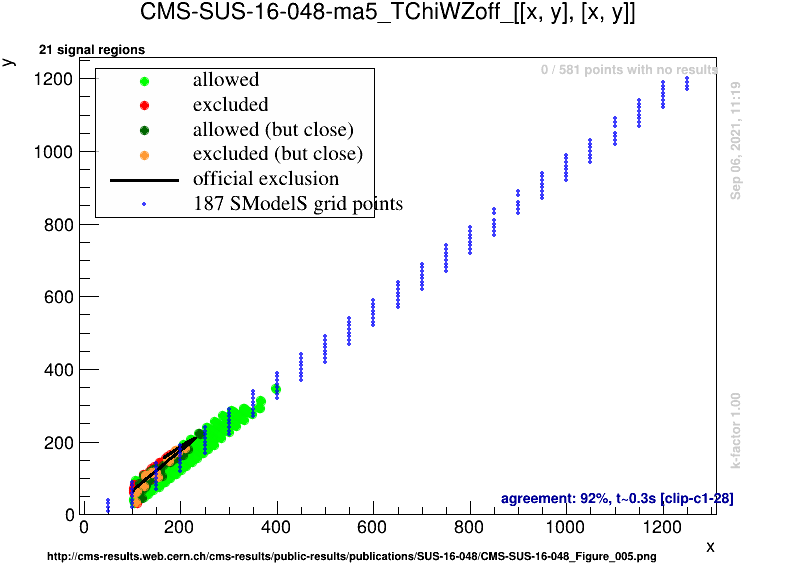 CMS-SUS-16-048-ma5_TChiWZoff_[[x, y], [x, y]]
21 signal regions
y
0 / 581 points with no results
allowed
excluded
allowed (but close)
excluded (but close)
official exclusion
187 SModelS grid points
Sep 06, 2021, 11:19
k-factor 1.00
1200
1000
800
600
400
200
0
agreement: 92%, t~0.3s [clip-c1-28]
0 200 400 600 800 1000 1200
x
http://cms-results.web.cern.ch/cms-results/public-results/publications/SUS-16-048/CMS-SUS-16-048_Figure_005.png